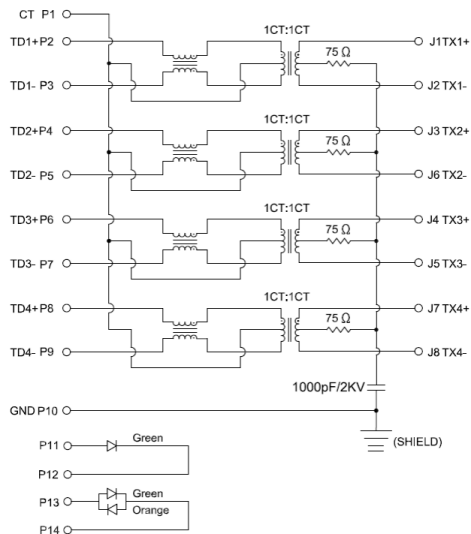 CT P1
1CT:1CT
TD1+P2
J1TX1+
75 Ω
TD1- P3
J2 TX1-
1CT:1CT
TD2+P4
J3 TX2+
75 Ω
TD2- P5
J6 TX2-
1CT:1CT
TD3+P6
J4 TX3+
75 Ω
TD3- P7
J5 TX3-
1CT:1CT
TD4+P8
J7 TX4+
75 Ω
TD4- P9
J8 TX4-
1000pF/2KV
GND P10
(SHIELD)
P11
Green
P12
P13
Green
Orange
P14